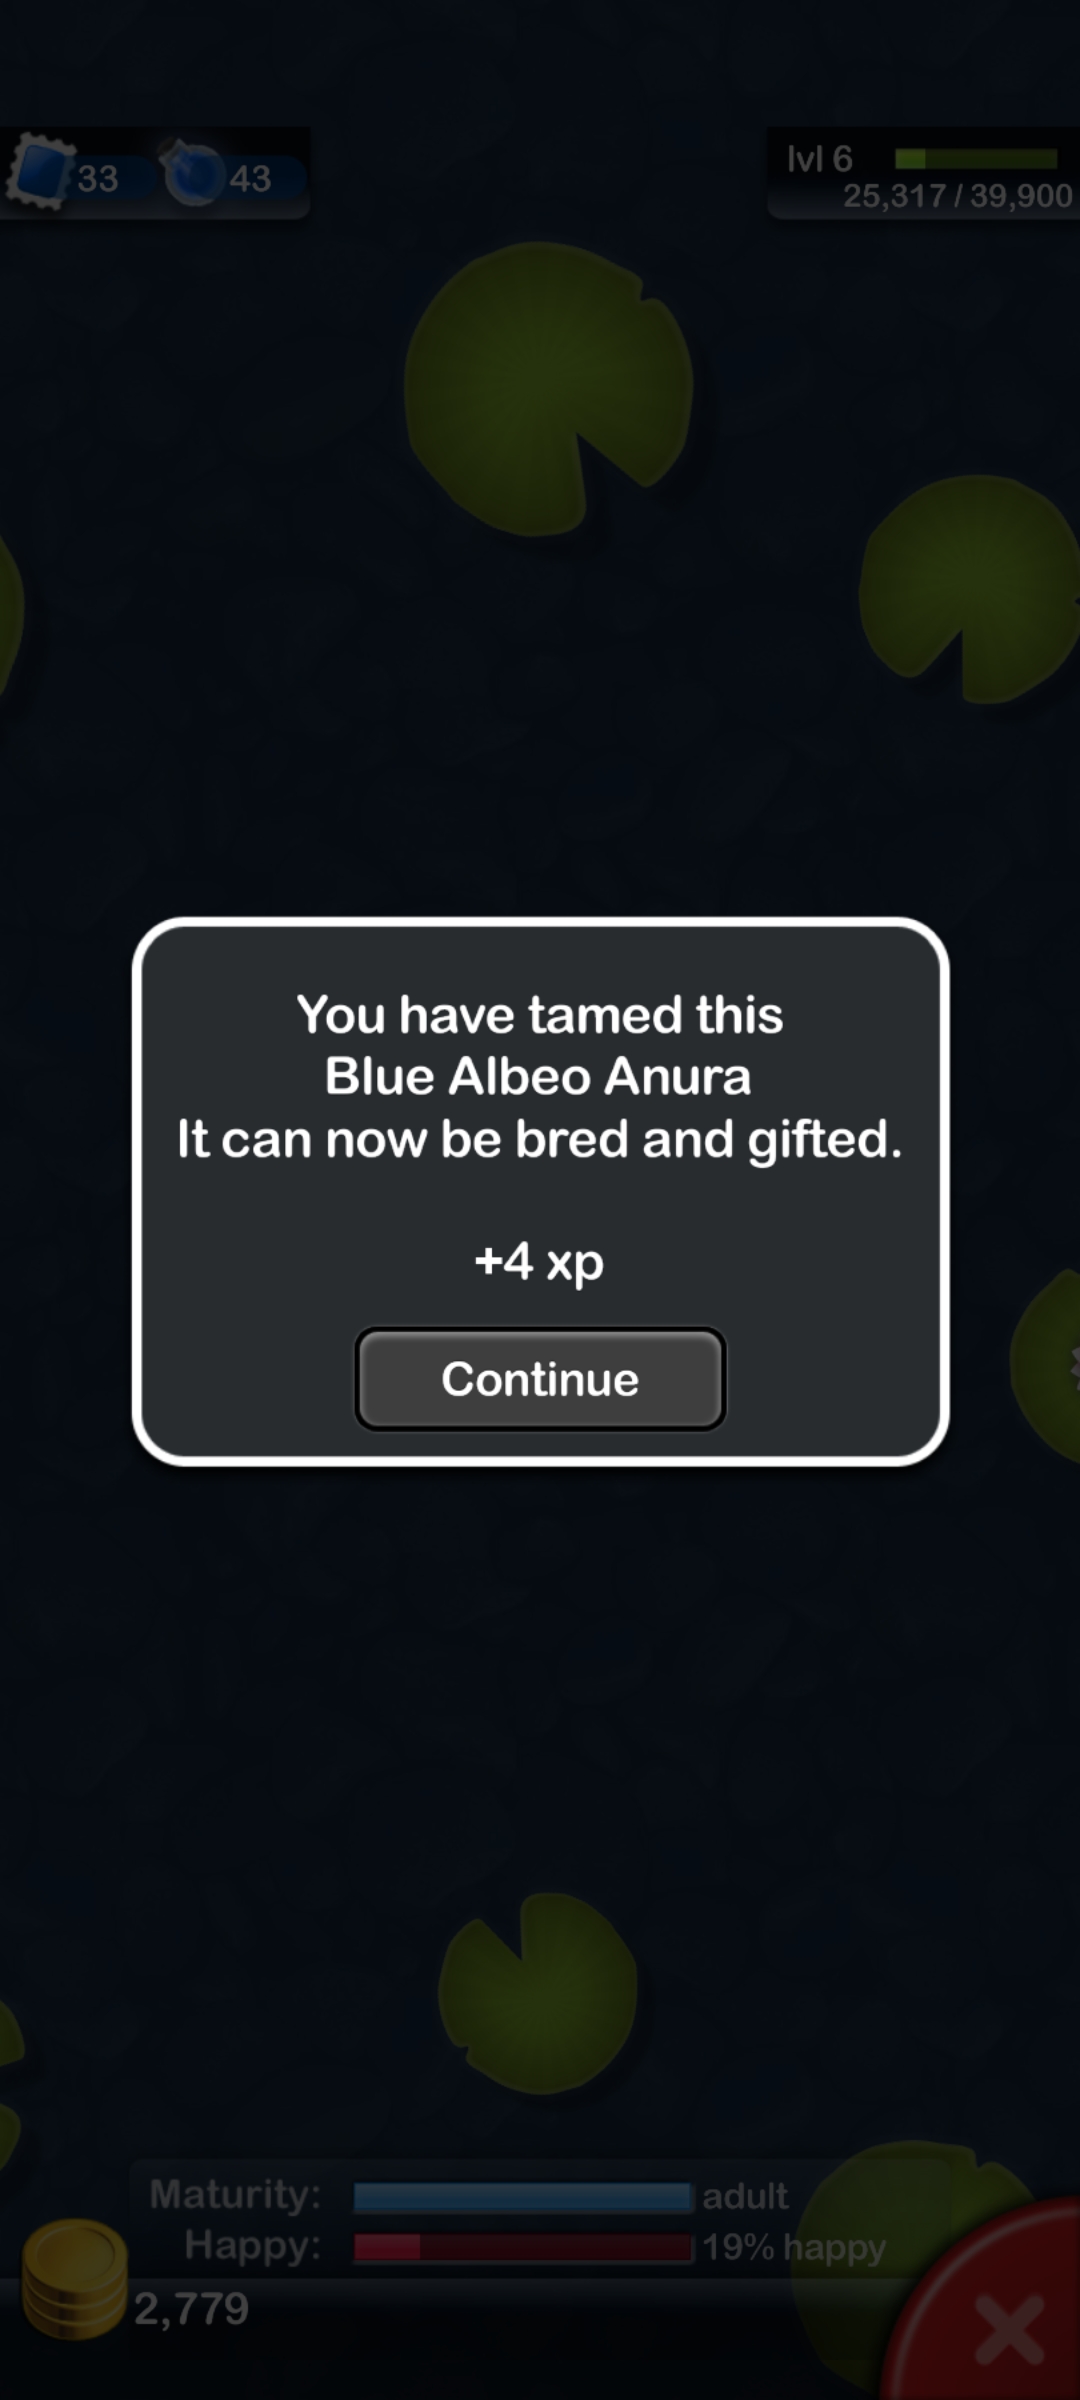 33
43
lvl 6
25,317 / 39,900
You have tamed this
Blue Albeo Anura
It can now be bred and gifted.
+4 xp
Continue
Maturity: adult
Happy: 19% happy
2,779